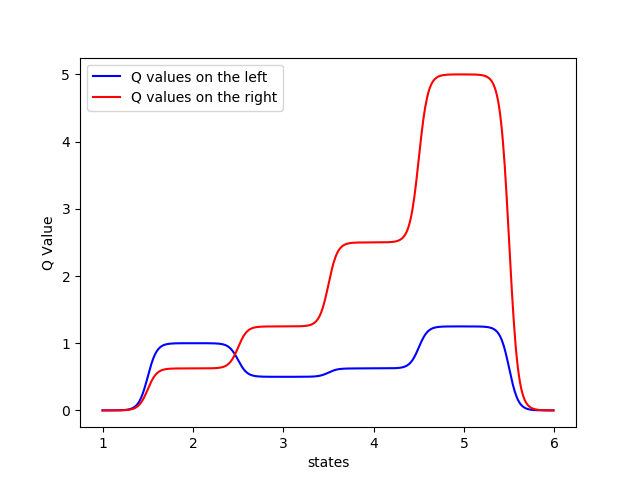 Q values on the left
Q values on the right
Q Value
5
4
3
2
1
0
1 2 3 4 5 6
states